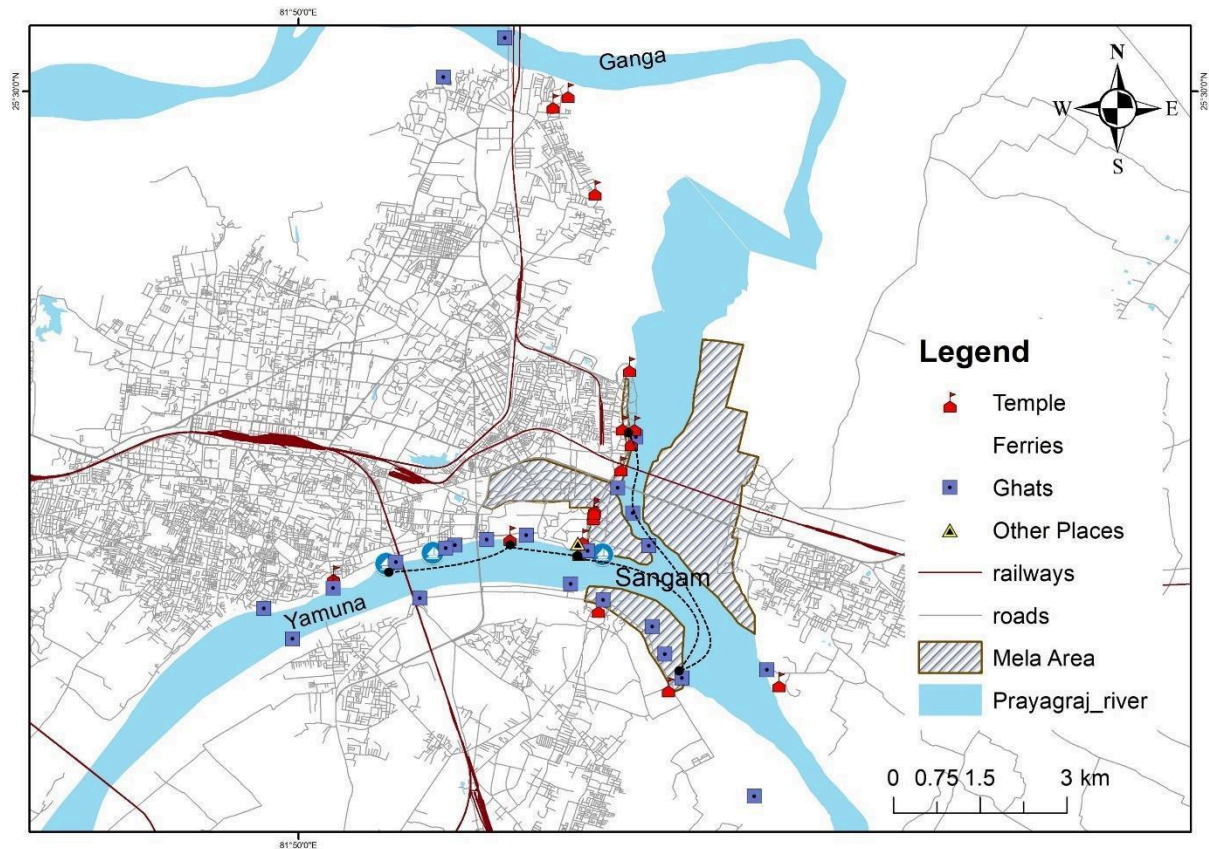 81°50'0"E
25°30'0"N
Ganga
N
W E
S
25°30'0"N
Legend
Temple
Ferries
Ghats
Other Places
railways
roads
Mela Area
Prayagraj_river
Sangam
Yamuna
0 0.75 1.5 3 km
81°50'0"E